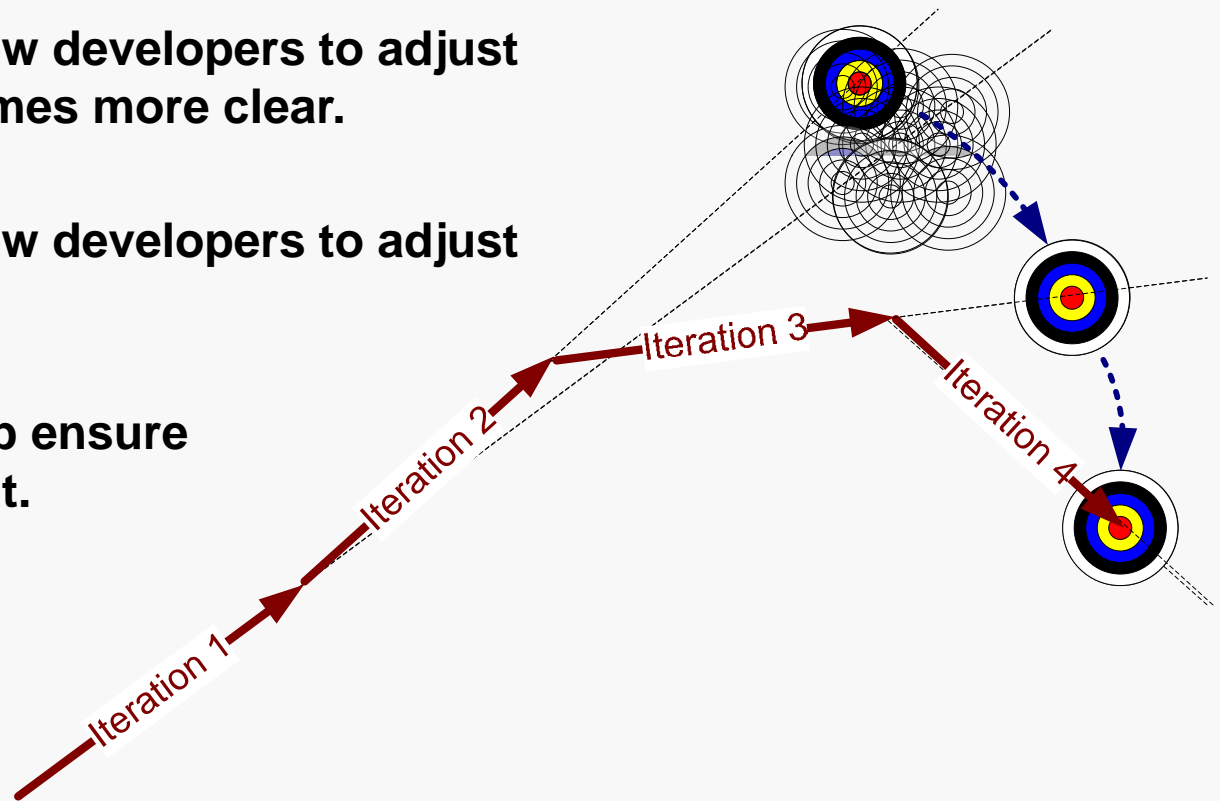 w developers to adjust
mes more clear.
w developers to adjust
p ensure
t.
Iteration 1
Iteration 2
Iteration 3
Iteration 4